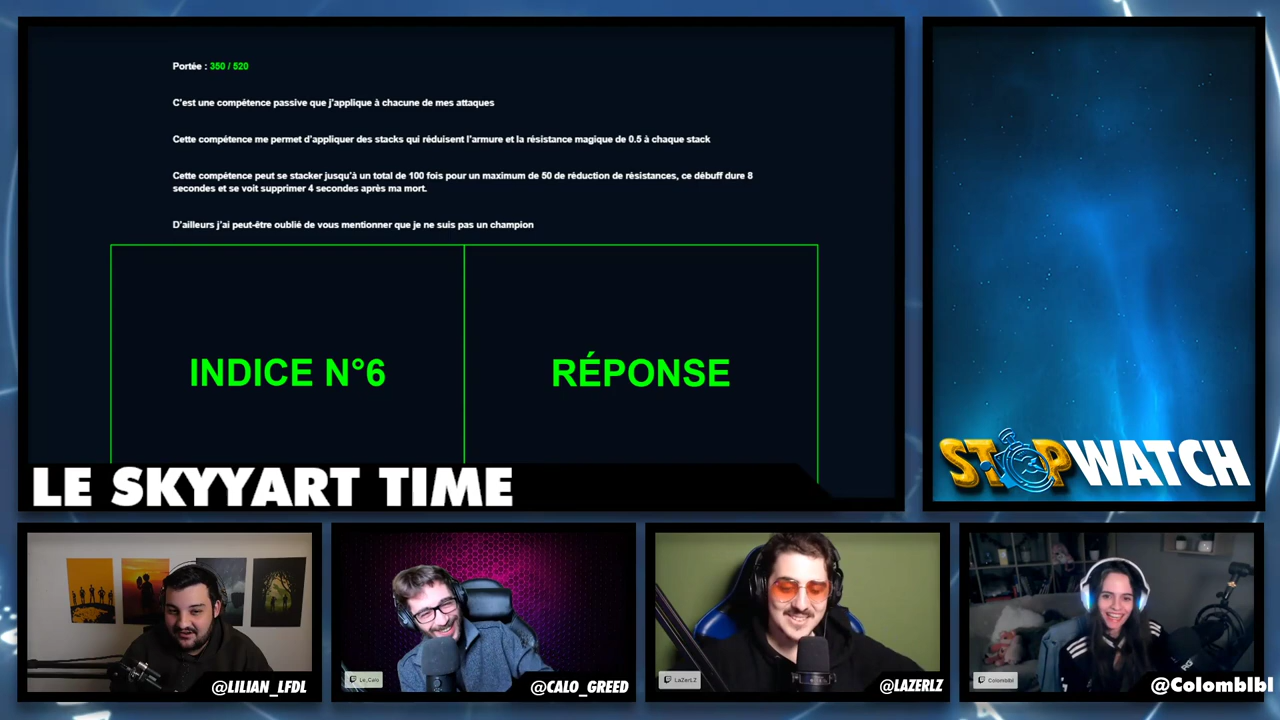 Portée : 350 / 520
C'est une compétence passive que j'applique à chacune de mes attaques
Cette compétence me permet d'appliquer des stacks qui réduisent l'armure et la résistance magique de 0.5 à chaque stack
Cette compétence peut se stacker jusqu'à un total de 100 fois pour un maximum de 50 de réduction de résistances, ce débuff dure 8
secondes et se voit supprimer 4 secondes après ma mort.
D'ailleurs j'ai peut-être oublié de vous mentionner que je ne suis pas un champion
INDICE N°6
RÉPONSE
LE SKYYART TIME
STOPWATCH
@LILIAN_LFDL
Le_Calo
@CALO_GREED
LaZerLZ
@LAZERLZ
Colomblbl
@Colomblbl